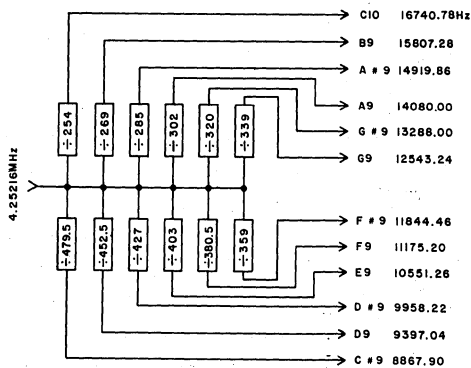 C10 16740.78Hz
B9 15807.28
A # 9 14919.86
A9 14080.00
G # 9 13288.00
G9 12543.24
÷254
÷269
÷285
÷302
÷320
÷339
4.25216MHz
÷479.5
÷452.5
÷427
÷403
÷380.5
÷359
F # 9 11844.46
F9 11175.20
E9 10551.26
D # 9 9958.22
D9 9397.04
C # 9 8867.90